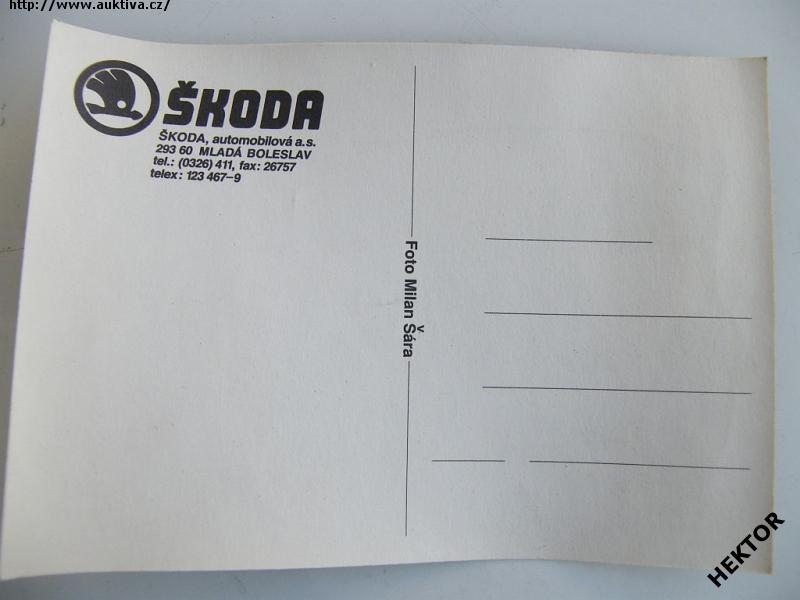 http://www.auktiva.cz/
ŠKODA
ŠKODA, automobilová a.s.
293 60 MLADÁ BOLESLAV
tel.: (0326) 411, fax: 26757
telex: 123 467-9
Foto Milan Šára
HEKTOR